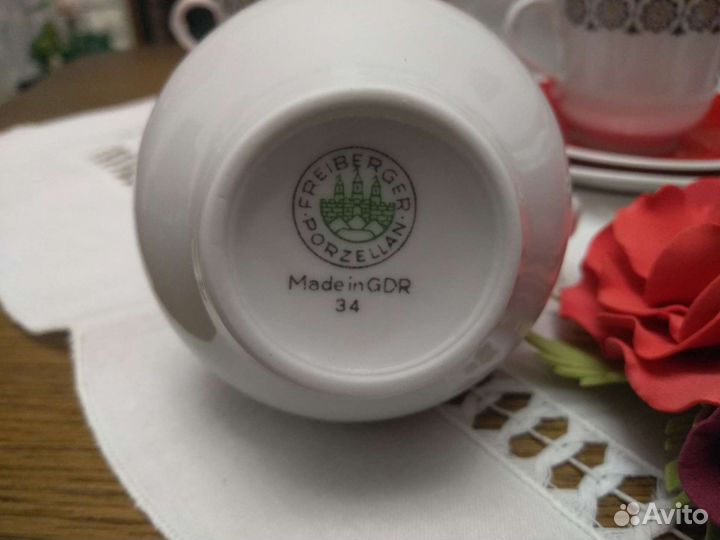 FREIBERGER
PORZELLAN
Made in GDR
34
Avito